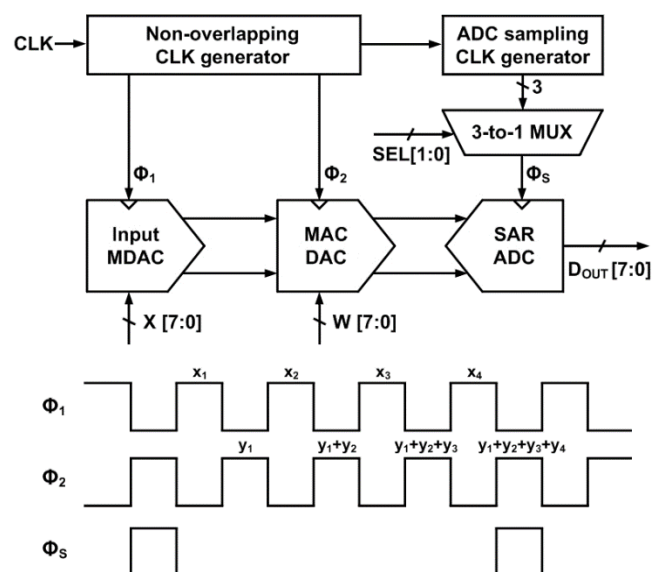 CLK
Non-overlapping
CLK generator
ADC sampling
CLK generator
3
3-to-1 MUX
SEL[1:0]
Φ1
Φ2
ΦS
Input
MDAC
MAC
DAC
SAR
ADC
DOUT [7:0]
X [7:0]
W [7:0]
x1 x2 x3 x4
Φ1
y1 y1+y2 y1+y2+y3 y1+y2+y3+y4
Φ2
ΦS